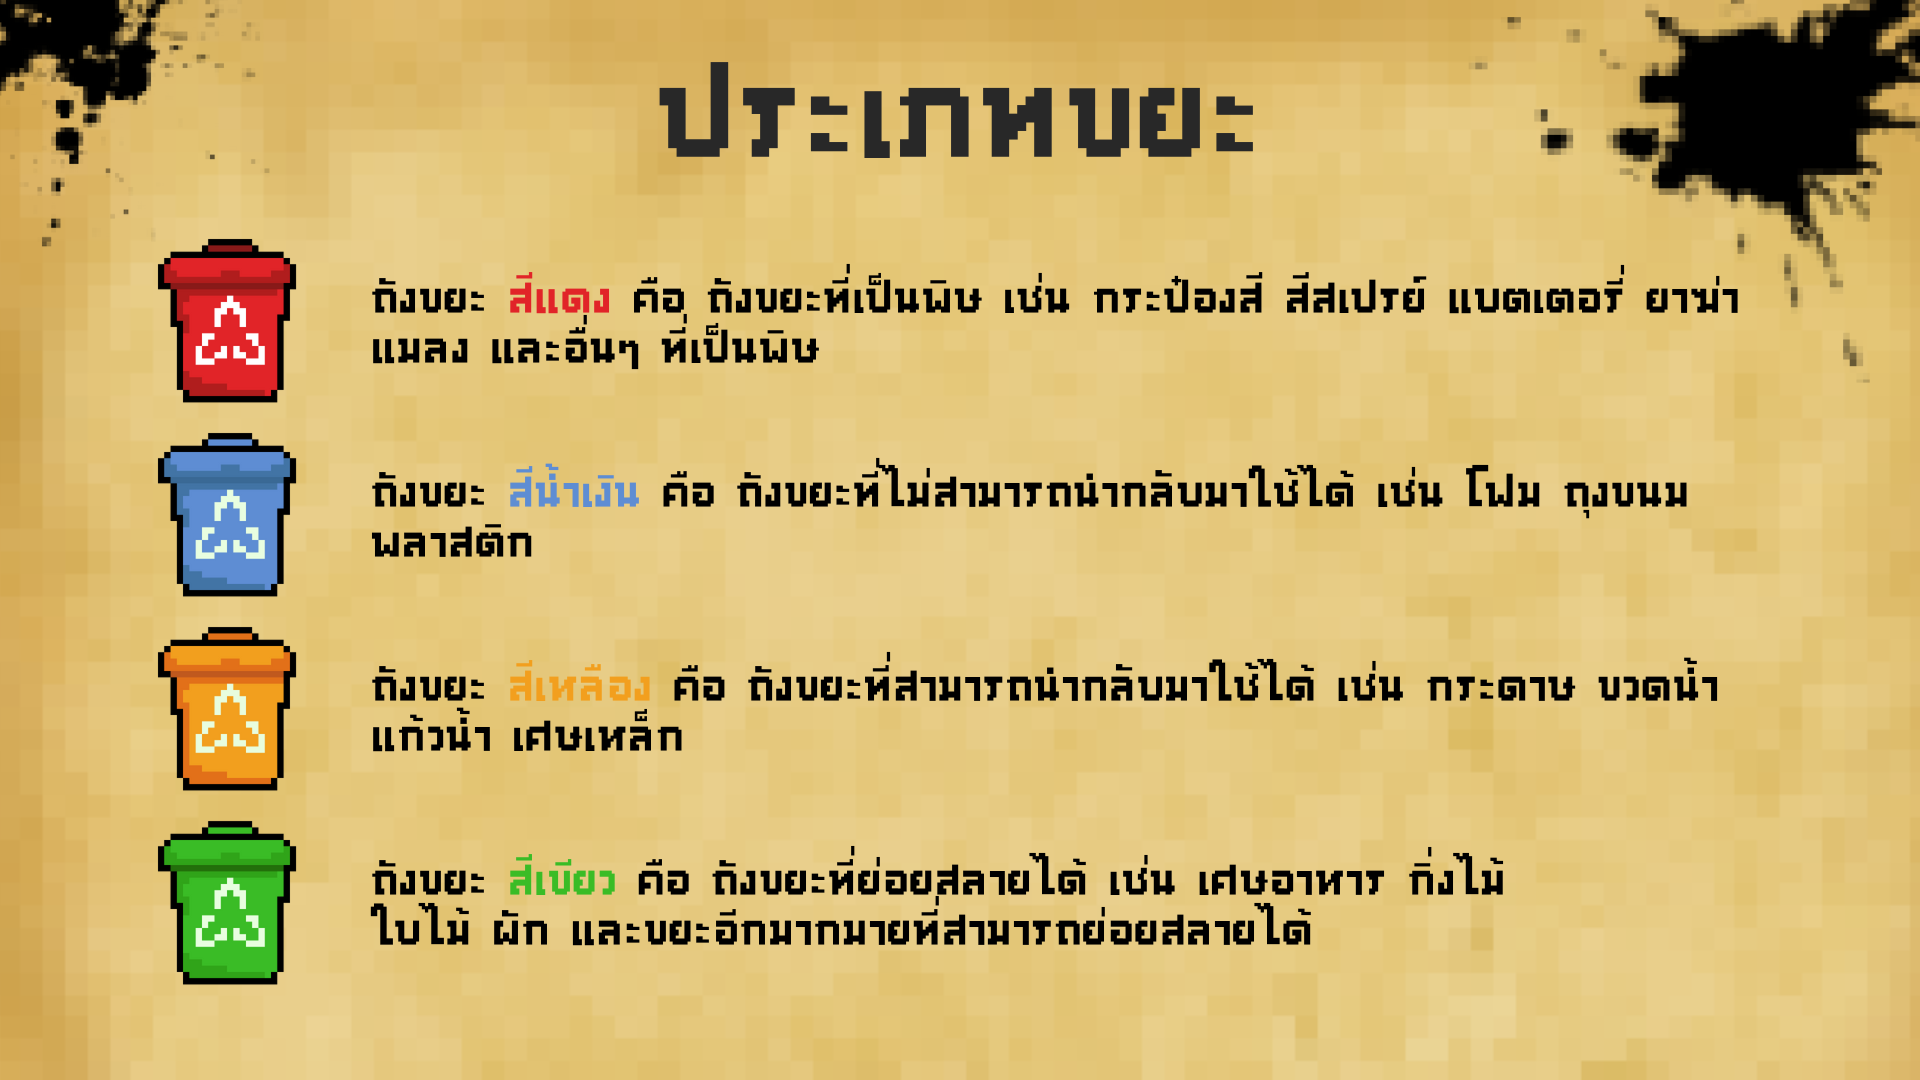 ประเภทขยะ
ถังขยะ สีแดง คือ ถังขยะที่เป็นพิษ เช่น กระป๋องสี สีสเปรย์ แบตเตอรี่ ยาฆ่า
แมลง และอื่นๆ ที่เป็นพิษ
ถังขยะ สีน้ำเงิน คือ ถังขยะที่ไม่สามารถนำกลับมาใช้ได้ เช่น โฟม ถุงขนม
พลาสติก
ถังขยะ สีเหลือง คือ ถังขยะที่สามารถนำกลับมาใช้ได้ เช่น กระดาษ ขวดน้ำ
แก้วน้ำ เศษเหล็ก
ถังขยะ สีเขียว คือ ถังขยะที่ย่อยสลายได้ เช่น เศษอาหาร กิ่งไม้
ใบไม้ ผัก และขยะอีกมากมายที่สามารถย่อยสลายได้